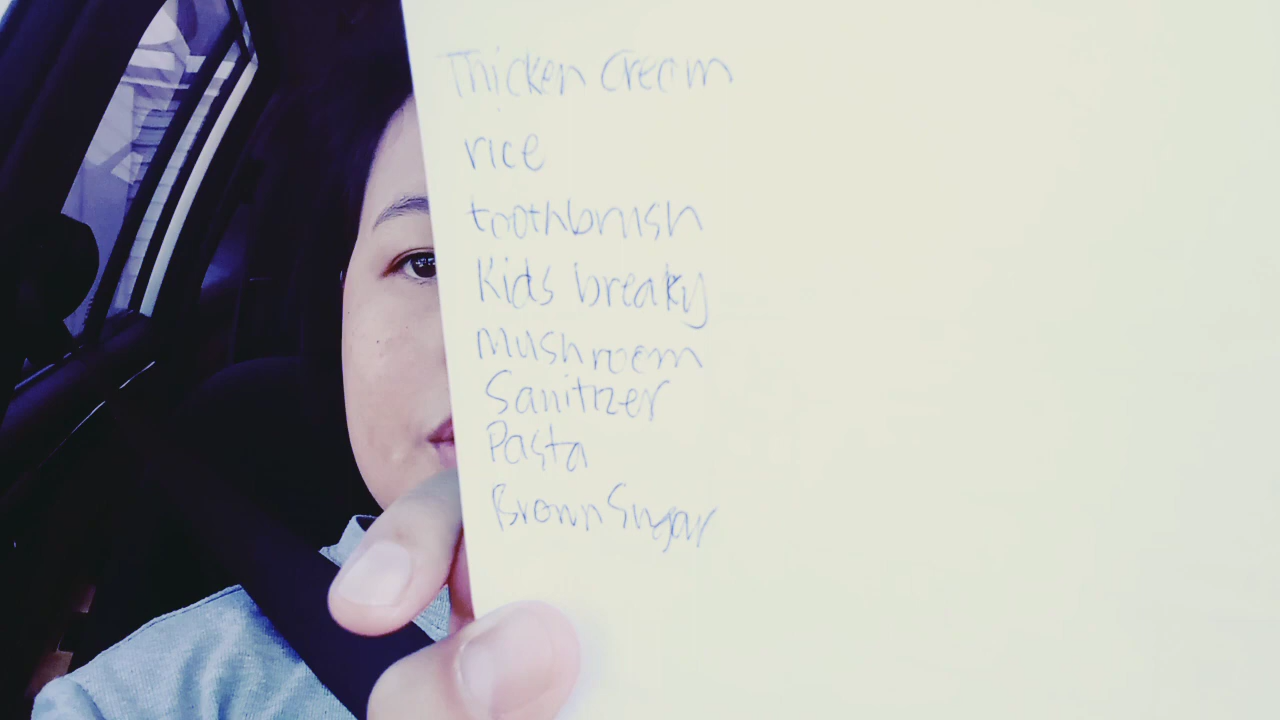 Thicken Cream
rice
toothbrush
Kids breaky
Mushroom
Sanitizer
Pasta
Brown Sugar